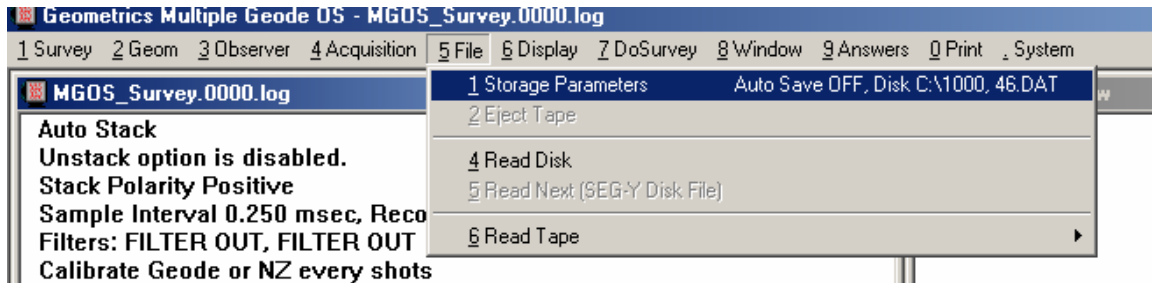 Geometrics Multiple Geode OS - MGOS_Survey.0000.log
1 Survey 2 Geom 3 Observer 4 Acquisition 5 File 6 Display 7 DoSurvey 8 Window 9 Answers 0 Print . System
MGOS_Survey.0000.log
1 Storage Parameters Auto Save OFF, Disk C:\1000, 46.DAT
2 Eject Tape
4 Read Disk
5 Read Next (SEG-Y Disk File)
6 Read Tape
Auto Stack
Unstack option is disabled.
Stack Polarity Positive
Sample Interval 0.250 msec, Reco
Filters: FILTER OUT, FILTER OUT
Calibrate Geode or NZ every shots